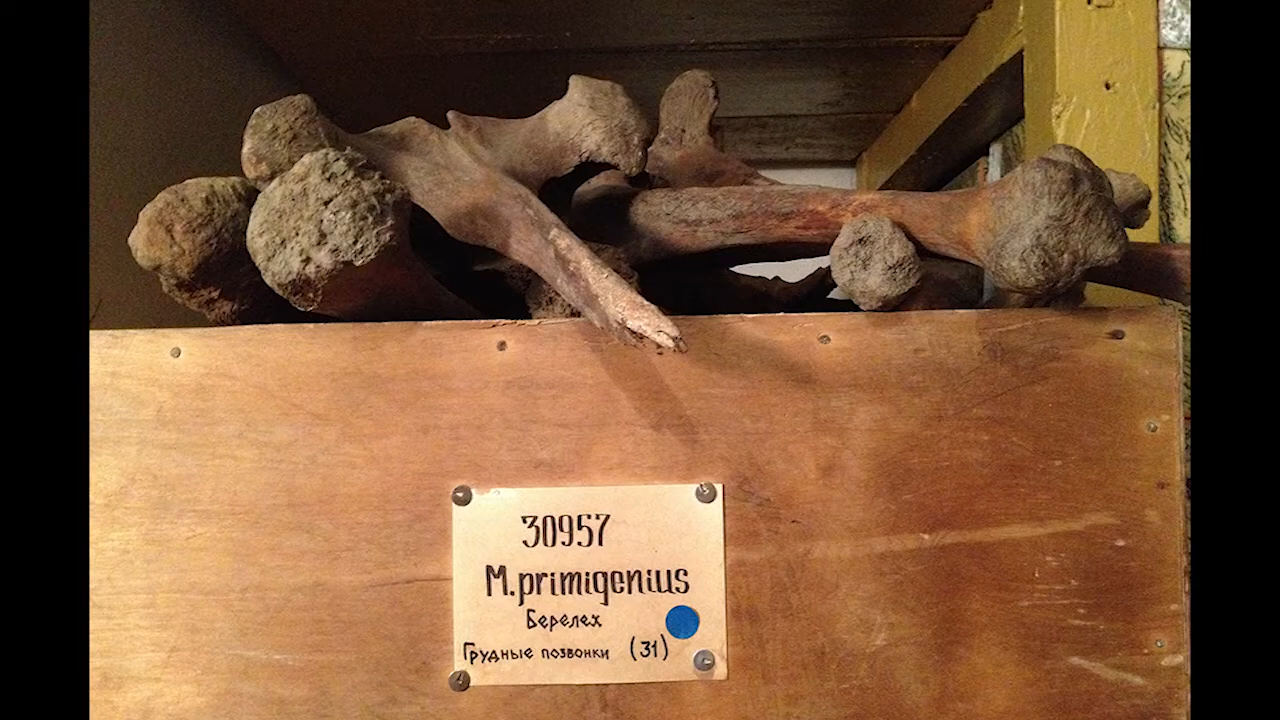 30957
M.primigenius
Берелех
Грудные позвонки (31)